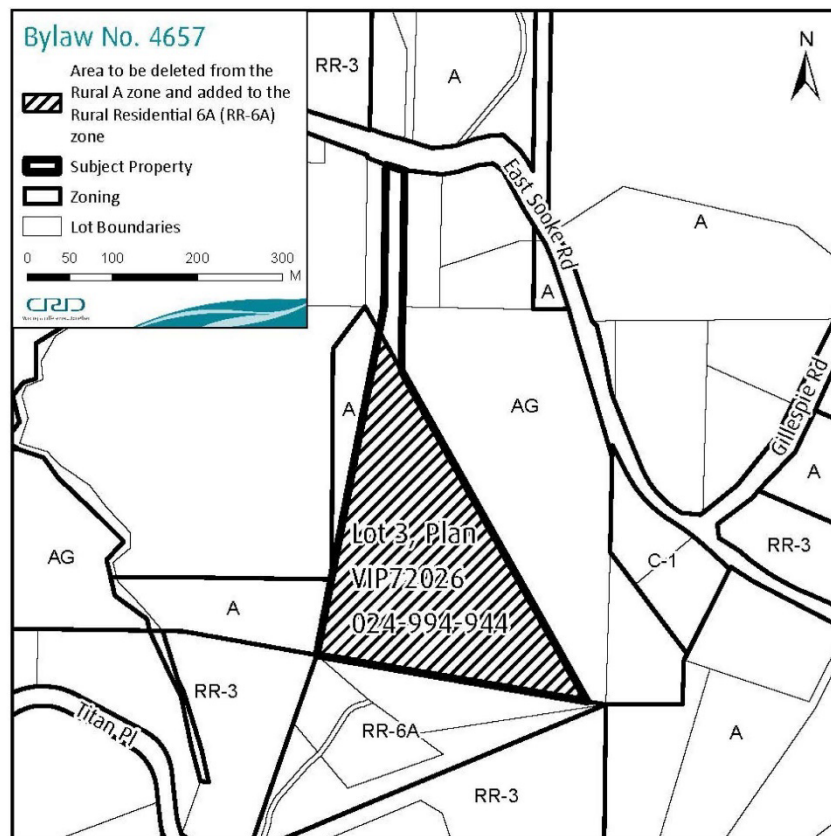 Bylaw No. 4657
Area to be deleted from the
Rural A zone and added to the
Rural Residential 6A (RR-6A)
zone
Subject Property
Zoning
Lot Boundaries
0 50 100 200 300
M
CRD
N
RR-3
A
East Sooke Rd
A
A
Gillespie Rd
AG
A
A
Lot 3, Plan
VIP72026
024-994-944
AG
C-1
RR-3
A
RR-3
Titan Pl
RR-6A
A
RR-3